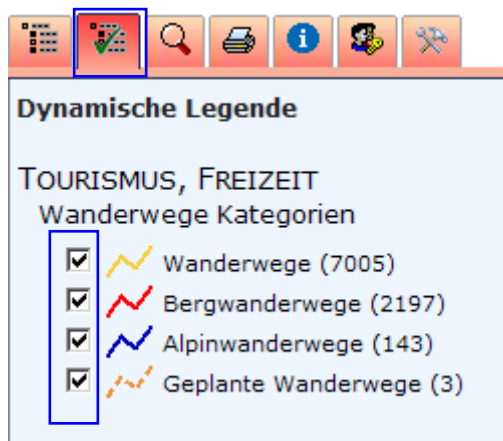 Dynamische Legende
TOURISMUS, FREIZEIT
Wanderwege Kategorien
Wanderwege (7005)
Bergwanderwege (2197)
Alpinwanderwege (143)
Geplante Wanderwege (3)